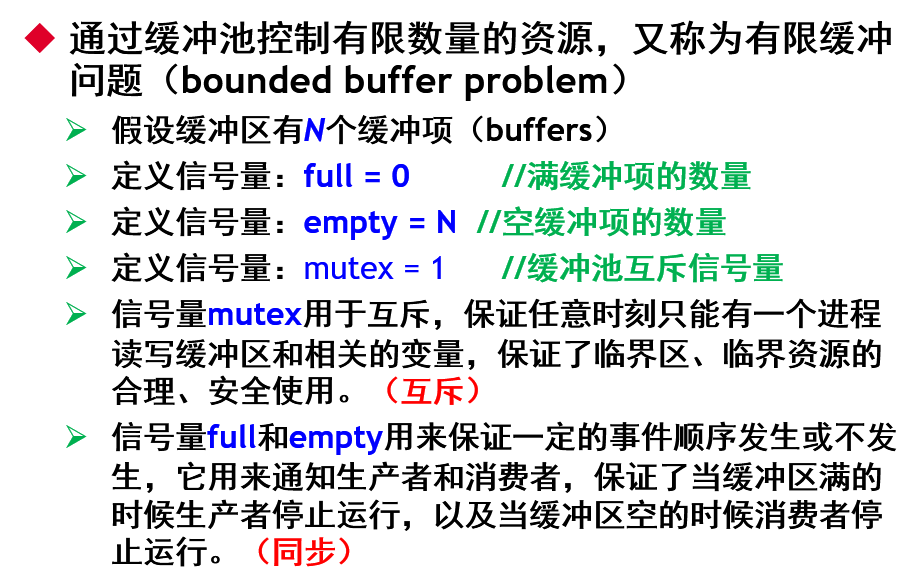 通过缓冲池控制有限数量的资源，又称为有限缓冲
问题（bounded buffer problem）
假设缓冲区有N个缓冲项（buffers）
定义信号量：full = 0 //满缓冲项的数量
定义信号量：empty = N //空缓冲项的数量
定义信号量：mutex = 1 //缓冲池互斥信号量
信号量mutex用于互斥，保证任意时刻只能有一个进程
读写缓冲区和相关的变量，保证了临界区、临界资源的
合理、安全使用。（互斥）
信号量full和empty用来保证一定的事件顺序发生或不发
生，它用来通知生产者和消费者，保证了当缓冲区满的
时候生产者停止运行，以及当缓冲区空的时候消费者停
止运行。（同步）